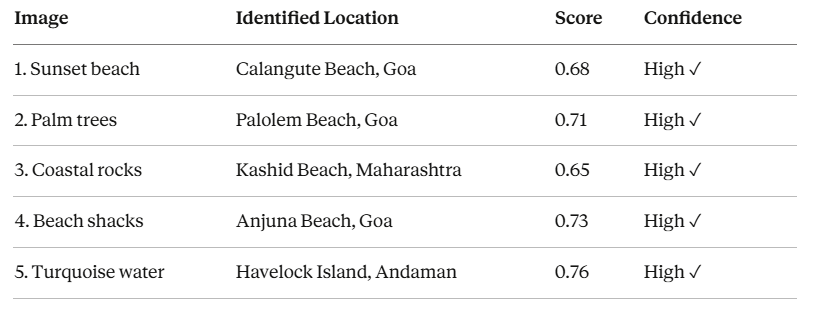 Image Identified Location Score Confidence
1. Sunset beach Calangute Beach, Goa 0.68 High ✓
2. Palm trees Palolem Beach, Goa 0.71 High ✓
3. Coastal rocks Kashid Beach, Maharashtra 0.65 High ✓
4. Beach shacks Anjuna Beach, Goa 0.73 High ✓
5. Turquoise water Havelock Island, Andaman 0.76 High ✓